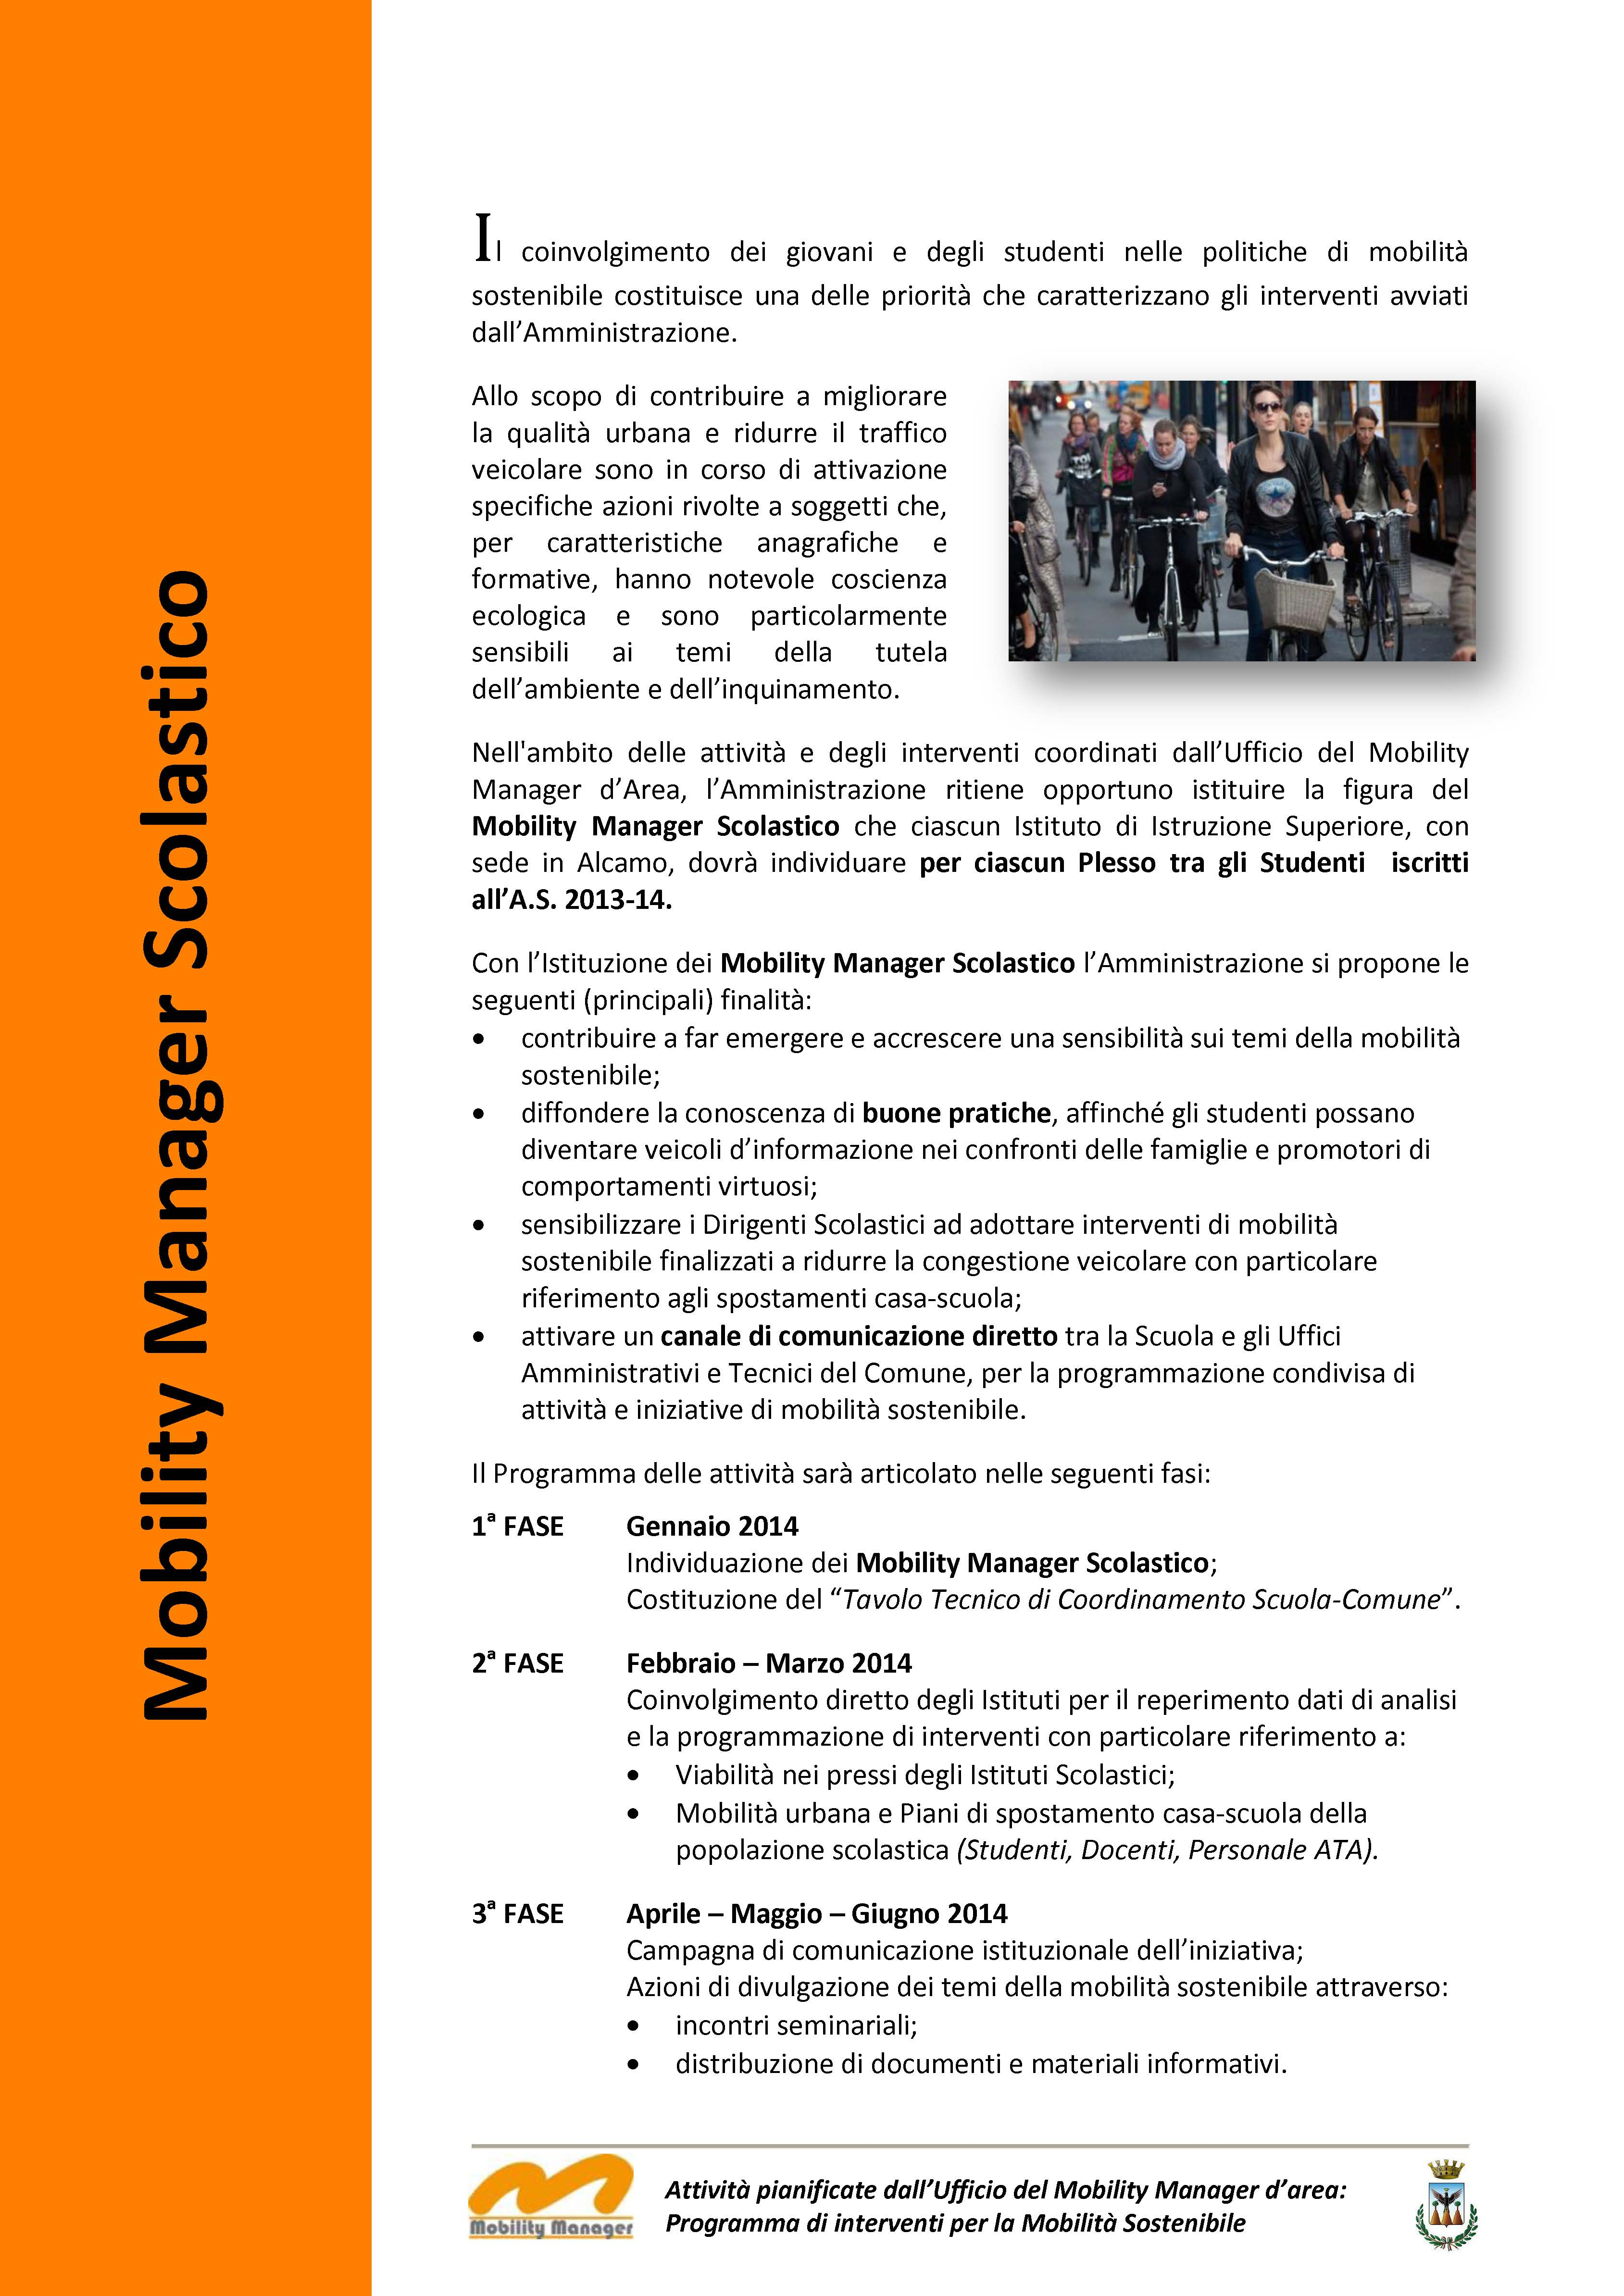 Mobility Manager Scolastico
Il coinvolgimento dei giovani e degli studenti nelle politiche di mobilità
sostenibile costituisce una delle priorità che caratterizzano gli interventi avviati
dall’Amministrazione.
Allo scopo di contribuire a migliorare
la qualità urbana e ridurre il traffico
veicolare sono in corso di attivazione
specifiche azioni rivolte a soggetti che,
per caratteristiche anagrafiche e
formative, hanno notevole coscienza
ecologica e sono particolarmente
sensibili ai temi della tutela
dell’ambiente e dell’inquinamento.
Nell'ambito delle attività e degli interventi coordinati dall’Ufficio del Mobility
Manager d’Area, l’Amministrazione ritiene opportuno istituire la figura del
Mobility Manager Scolastico che ciascun Istituto di Istruzione Superiore, con
sede in Alcamo, dovrà individuare per ciascun Plesso tra gli Studenti iscritti
all’A.S. 2013-14.
Con l’Istituzione dei Mobility Manager Scolastico l’Amministrazione si propone le
seguenti (principali) finalità:
• contribuire a far emergere e accrescere una sensibilità sui temi della mobilità
sostenibile;
• diffondere la conoscenza di buone pratiche, affinché gli studenti possano
diventare veicoli d’informazione nei confronti delle famiglie e promotori di
comportamenti virtuosi;
• sensibilizzare i Dirigenti Scolastici ad adottare interventi di mobilità
sostenibile finalizzati a ridurre la congestione veicolare con particolare
riferimento agli spostamenti casa-scuola;
• attivare un canale di comunicazione diretto tra la Scuola e gli Uffici
Amministrativi e Tecnici del Comune, per la programmazione condivisa di
attività e iniziative di mobilità sostenibile.
Il Programma delle attività sarà articolato nelle seguenti fasi:
1ª FASE Gennaio 2014
Individuazione dei Mobility Manager Scolastico;
Costituzione del “Tavolo Tecnico di Coordinamento Scuola-Comune”.
2ª FASE Febbraio – Marzo 2014
Coinvolgimento diretto degli Istituti per il reperimento dati di analisi
e la programmazione di interventi con particolare riferimento a:
• Viabilità nei pressi degli Istituti Scolastici;
• Mobilità urbana e Piani di spostamento casa-scuola della
popolazione scolastica (Studenti, Docenti, Personale ATA).
3ª FASE Aprile – Maggio – Giugno 2014
Campagna di comunicazione istituzionale dell’iniziativa;
Azioni di divulgazione dei temi della mobilità sostenibile attraverso:
• incontri seminariali;
• distribuzione di documenti e materiali informativi.
Mobility Manager
Attività pianificate dall’Ufficio del Mobility Manager d’area:
Programma di interventi per la Mobilità Sostenibile